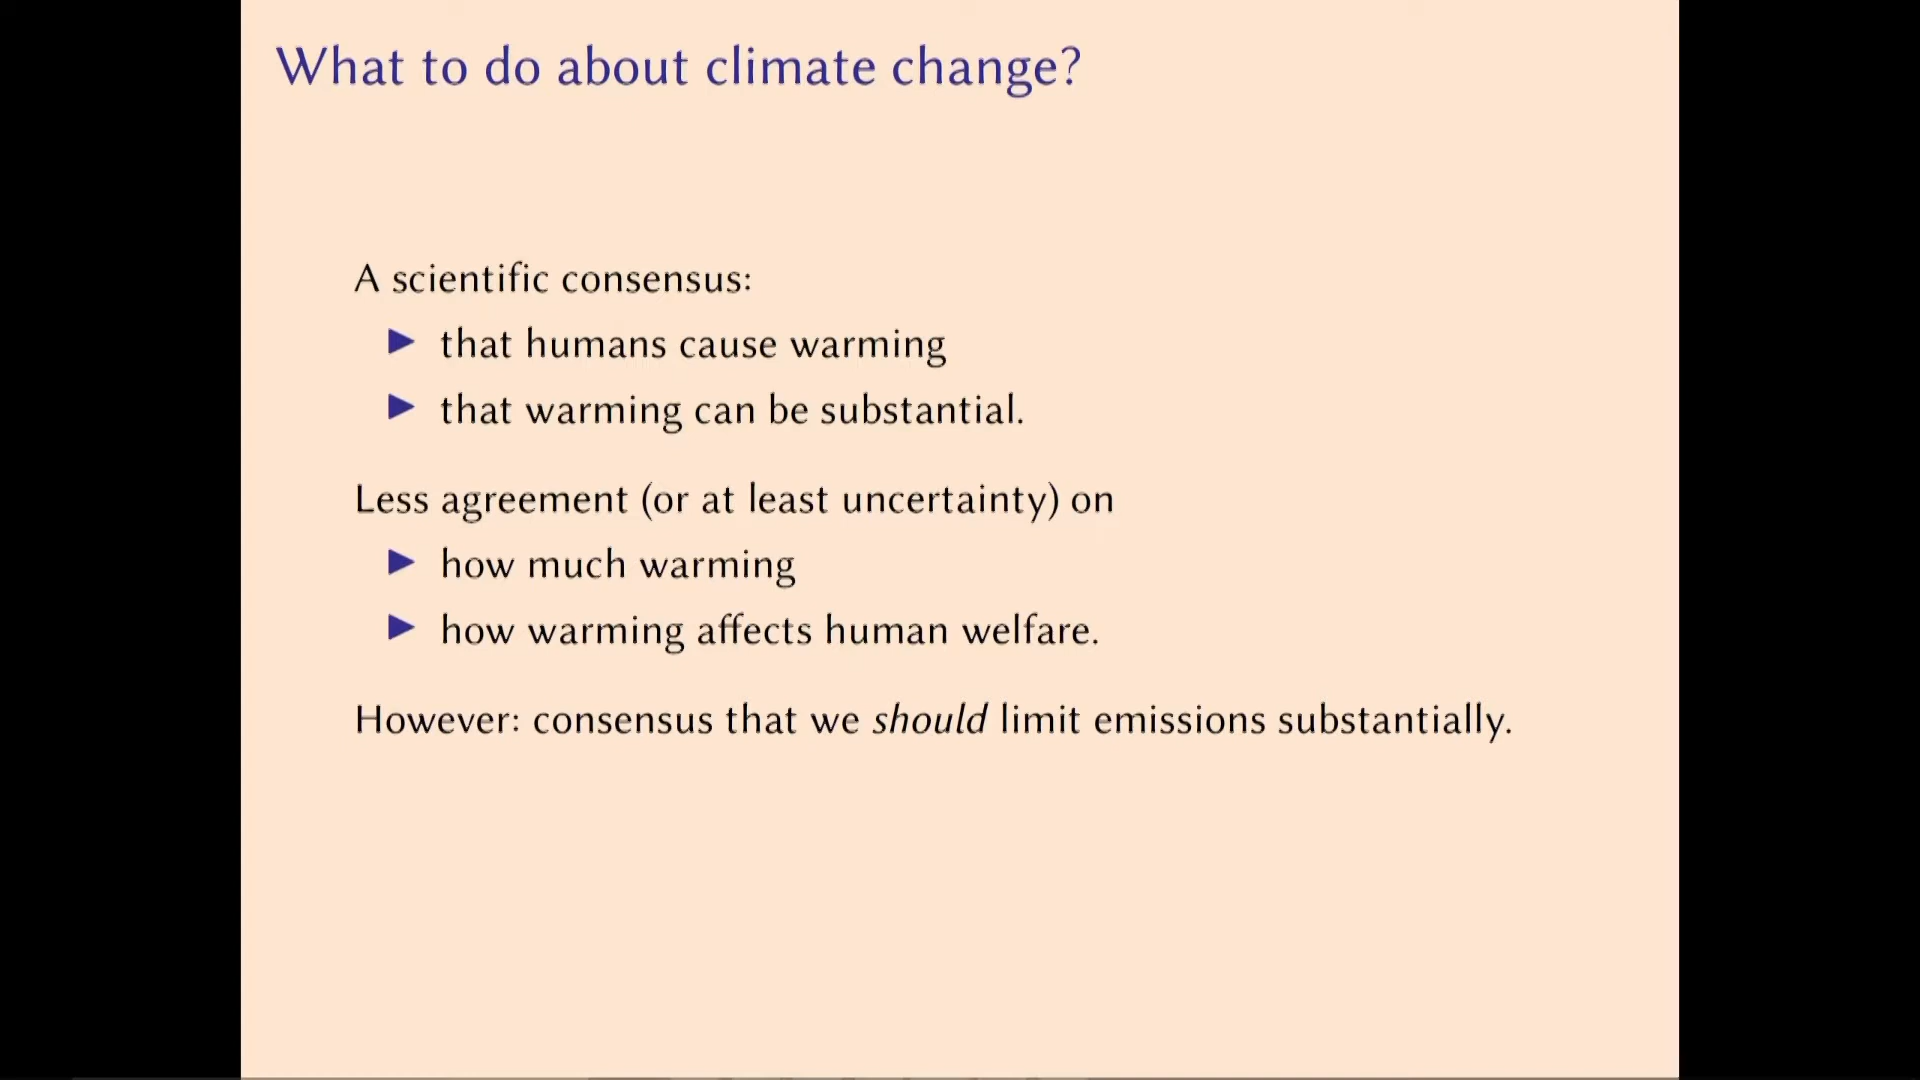 What to do about climate change?
A scientific consensus:
▶ that humans cause warming
▶ that warming can be substantial.
Less agreement (or at least uncertainty) on
▶ how much warming
▶ how warming affects human welfare.
However: consensus that we should limit emissions substantially.